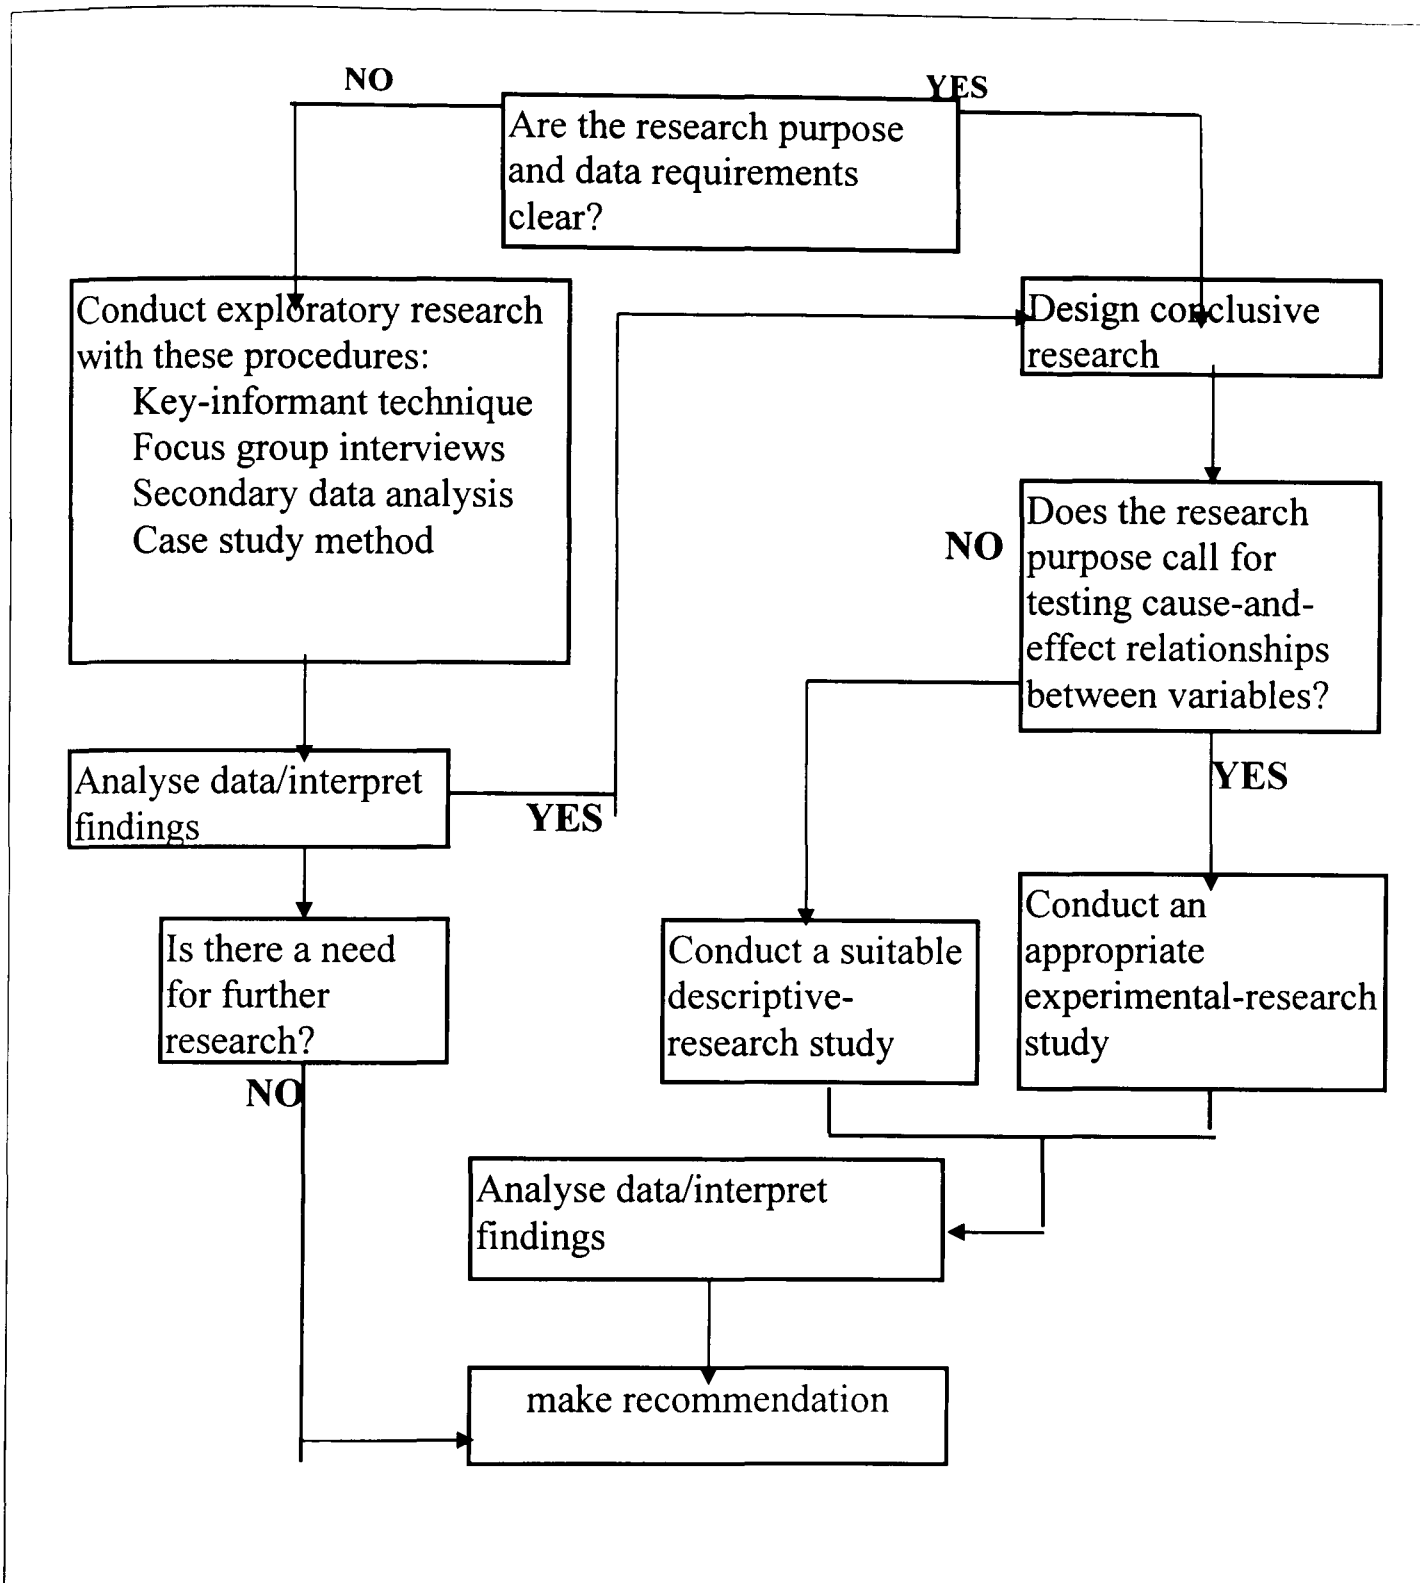 NO
YES
Are the research purpose
and data requirements
clear?
Conduct exploratory research
with these procedures:
Key-informant technique
Focus group interviews
Secondary data analysis
Case study method
Design conclusive
research
NO
Does the research
purpose call for
testing cause-and-
effect relationships
between variables?
YES
Analyse data/interpret
findings
YES
Is there a need
for further
research?
NO
Conduct a suitable
descriptive-
research study
Conduct an
appropriate
experimental-research
study
Analyse data/interpret
findings
make recommendation